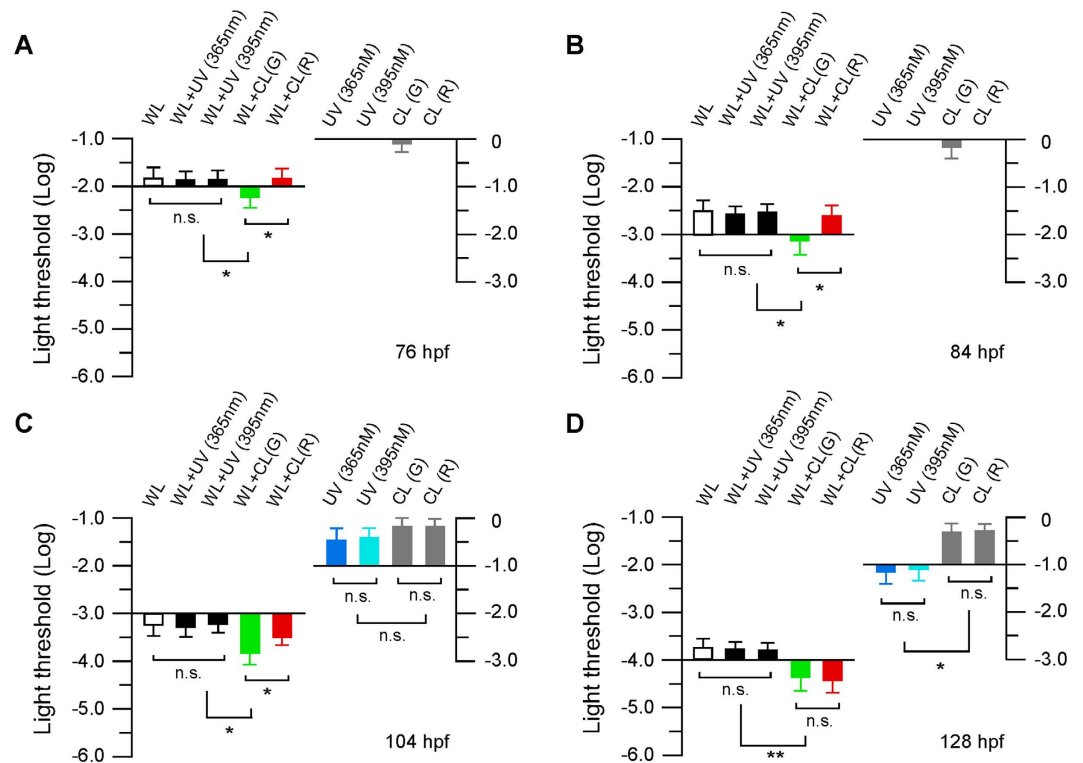 A
WL
WL+UV (365nm)
WL+UV (395nm)
WL+CL(G)
WL+CL(R)
UV (365nM)
UV (395nM)
CL (G)
CL (R)
Light threshold (Log)
-1.0
-2.0
-3.0
-4.0
-5.0
-6.0
n.s.
*
*
0
-1.0
-2.0
-3.0
76 hpf
B
WL
WL+UV (365nm)
WL+UV (395nm)
WL+CL(G)
WL+CL(R)
UV (365nM)
UV (395nM)
CL (G)
CL (R)
Light threshold (Log)
-1.0
-2.0
-3.0
-4.0
-5.0
-6.0
n.s.
*
*
0
-1.0
-2.0
-3.0
84 hpf
C
WL
WL+UV (365nm)
WL+UV (395nm)
WL+CL(G)
WL+CL(R)
UV (365nM)
UV (395nM)
CL (G)
CL (R)
Light threshold (Log)
-1.0
-2.0
-3.0
-4.0
-5.0
-6.0
n.s.
*
*
n.s.
n.s.
n.s.
0
-1.0
-2.0
-3.0
104 hpf
D
WL
WL+UV (365nm)
WL+UV (395nm)
WL+CL(G)
WL+CL(R)
UV (365nM)
UV (395nM)
CL (G)
CL (R)
Light threshold (Log)
-1.0
-2.0
-3.0
-4.0
-5.0
-6.0
n.s.
n.s.
**
n.s.
n.s.
*
0
-1.0
-2.0
-3.0
128 hpf